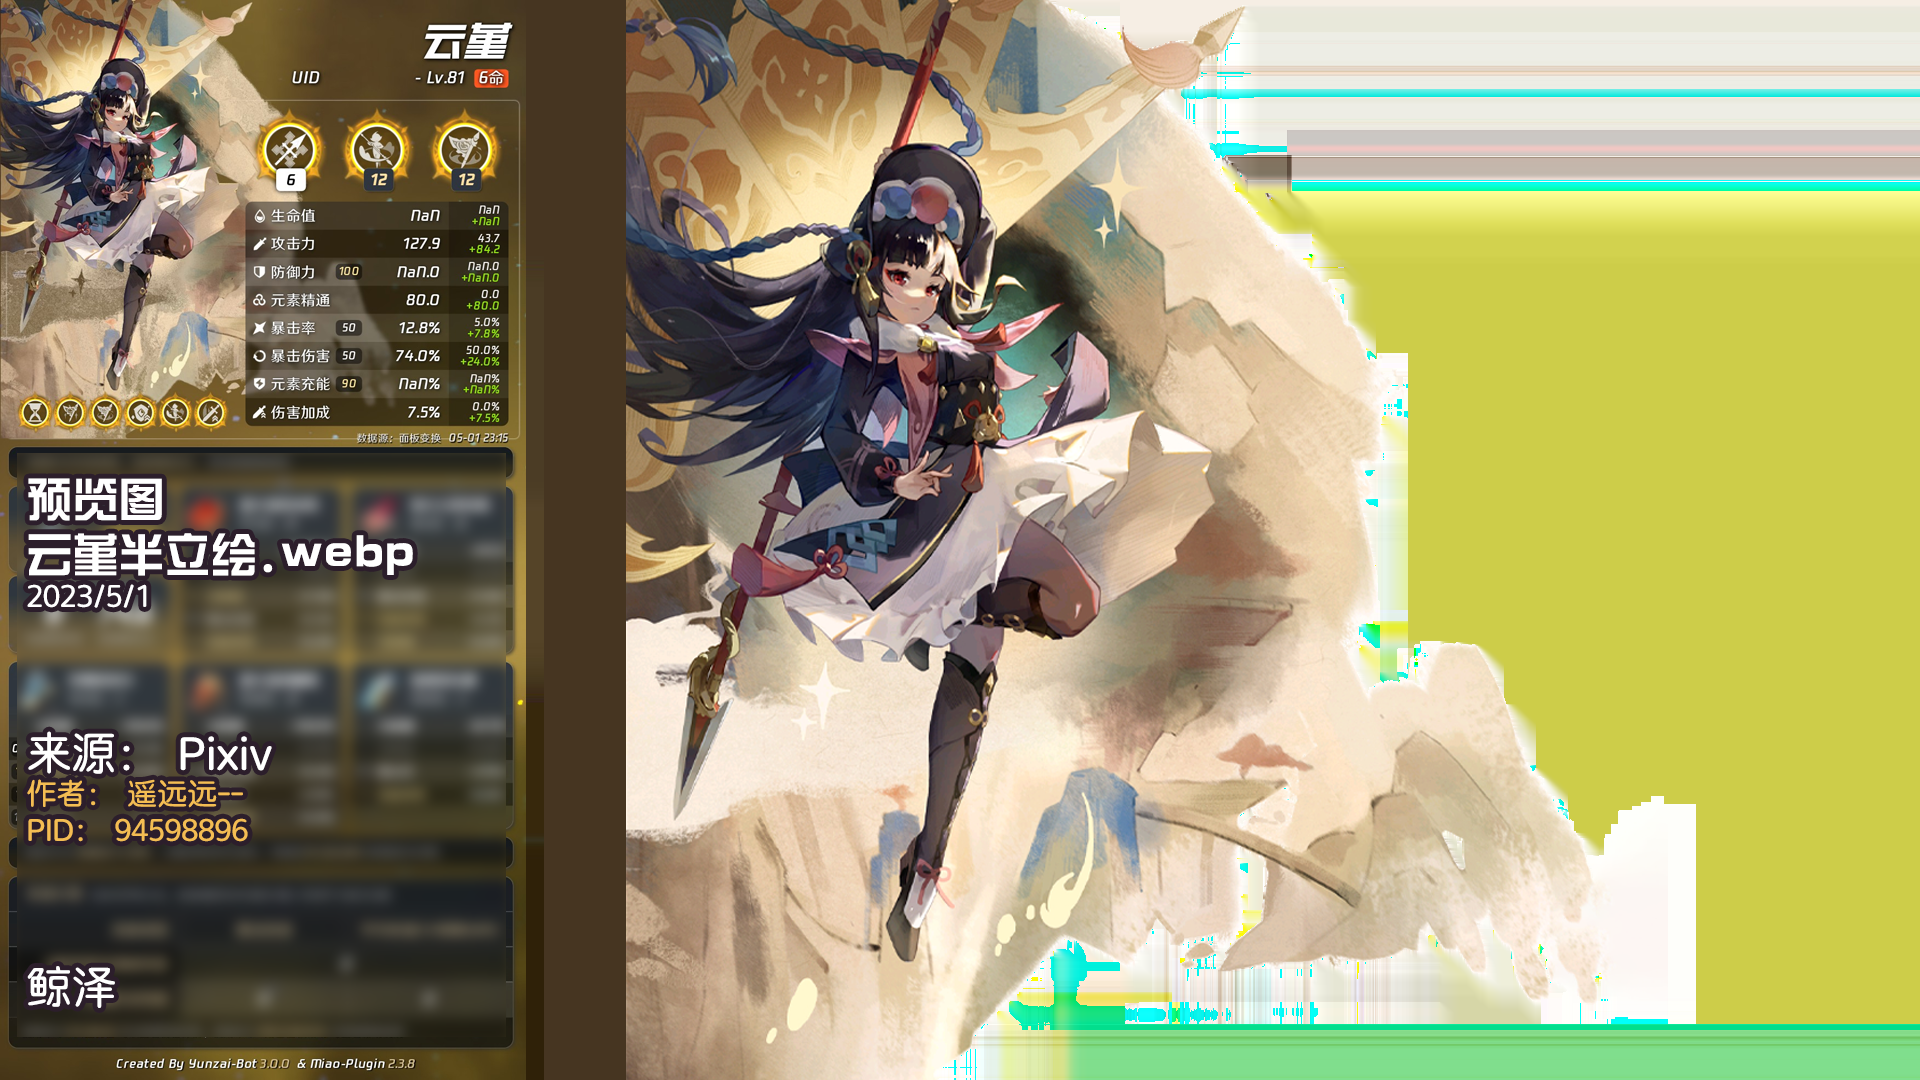 云堇
UID - Lv.81 6命
6 12 12
生命值 NaN NaN +NaN
攻击力 127.9 43.7 +84.2
防御力 100 NaN.0 NaN.0 +NaN.0
元素精通 80.0 0.0 +80.0
暴击率 50 12.8% 5.0% +7.8%
暴击伤害 50 74.0% 50.0% +24.0%
元素充能 90 NaN% NaN% +NaN%
伤害加成 7.5% 0.0% +7.5%
数据源：面板变换 05-01 23:15
预览图
云堇半立绘.webp
2023/5/1
来源： Pixiv
作者： 遥远远--
PID： 94598896
鲸泽
Created By Yunzai-Bot 3.0.0 & Miao-Plugin 2.3.8